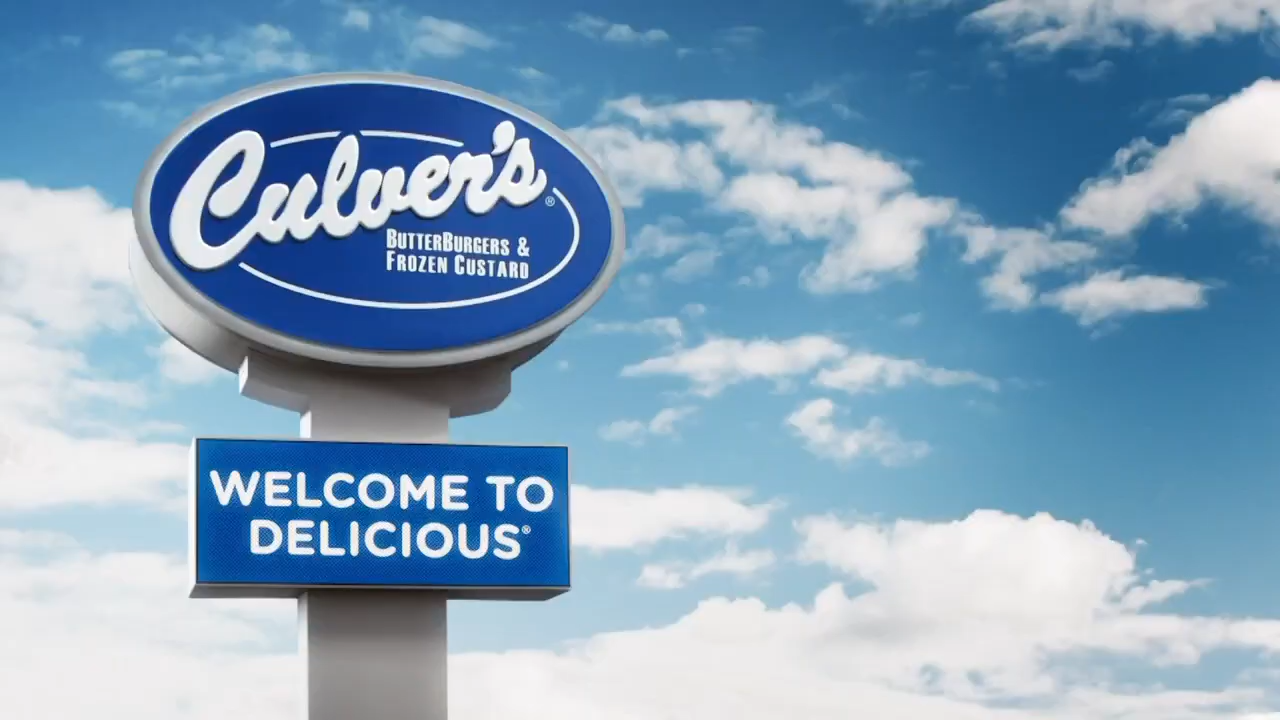 Culver's®
BUTTERBURGERS &
FROZEN CUSTARD
WELCOME TO
DELICIOUS®